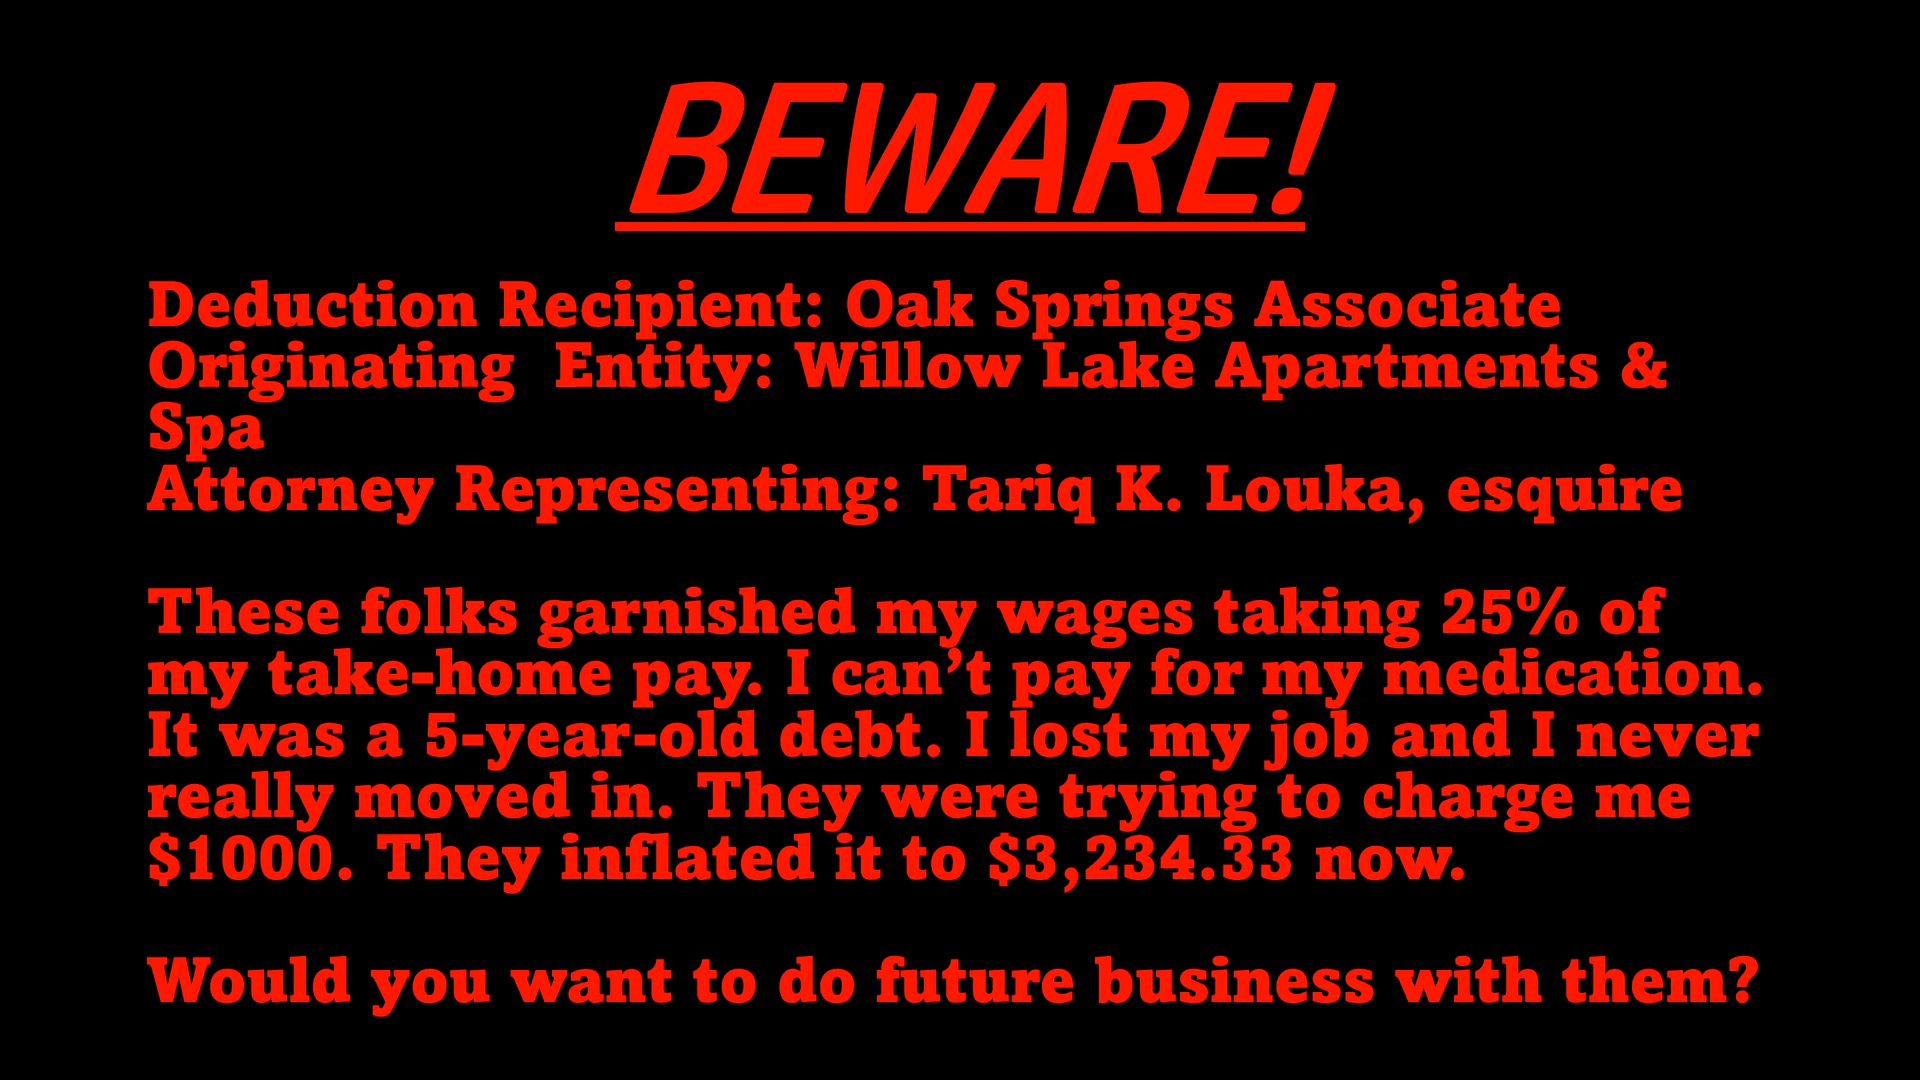 BEWARE!
Deduction Recipient: Oak Springs Associate
Originating  Entity: Willow Lake Apartments &
Spa
Attorney Representing: Tariq K. Louka, esquire
These folks garnished my wages taking 25% of
my take-home pay. I can’t pay for my medication.
It was a 5-year-old debt. I lost my job and I never
really moved in. They were trying to charge me
$1000. They inflated it to $3,234.33 now.
Would you want to do future business with them?